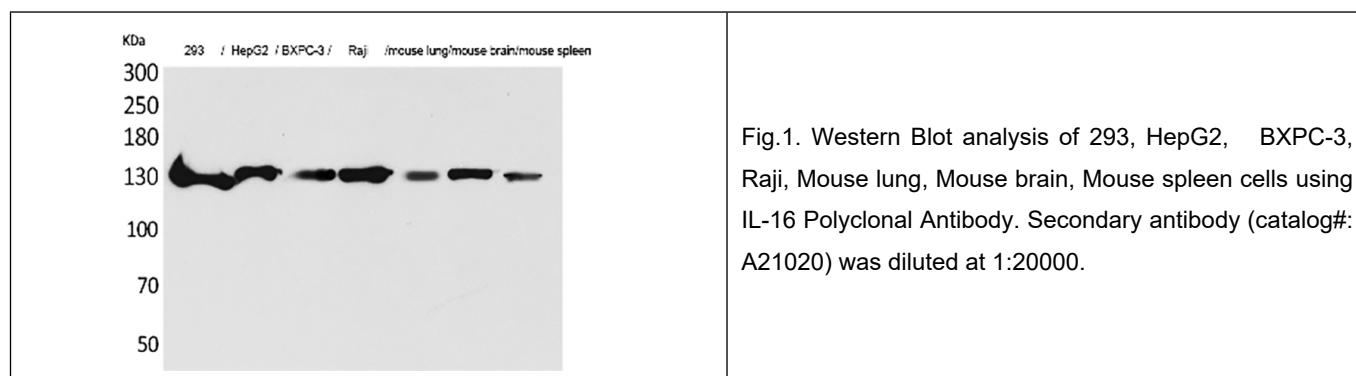 KDa
293 / HepG2 / BXPC-3 / Raji /mouse lung/mouse brain/mouse spleen
300
250
180
130
100
70
50
Fig.1. Western Blot analysis of 293, HepG2, BXPC-3,
Raji, Mouse lung, Mouse brain, Mouse spleen cells using
IL-16 Polyclonal Antibody. Secondary antibody (catalog#:
A21020) was diluted at 1:20000.